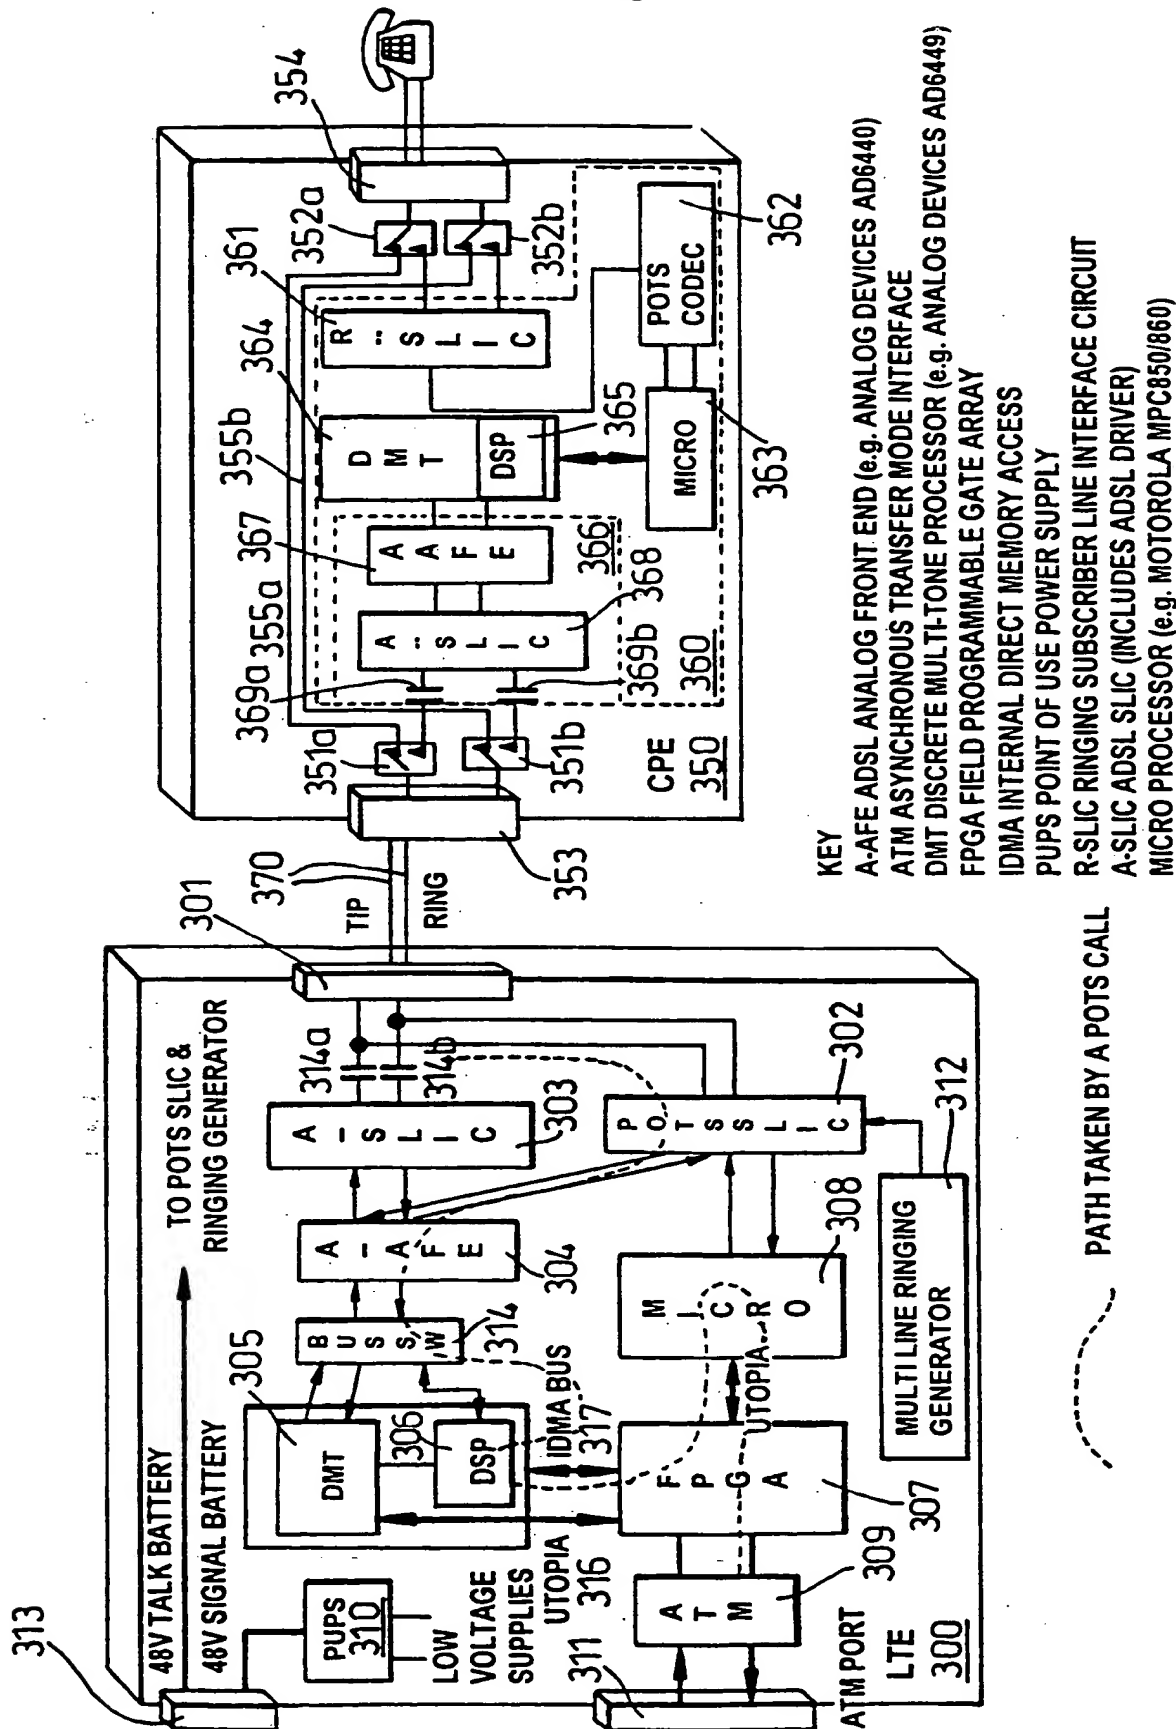 313
48V TALK BATTERY
48V SIGNAL BATTERY
TO POTS SLIC &
RINGING GENERATOR
PUPS
310
LOW
VOLTAGE
SUPPLIES
305
DMT
306
DSP
BUS SW
314
A-AFE
304
A-SLIC
303
314a
314b
301
IDMA BUS
317
UTOPIA
316
FPGA
307
UTOPIA
MICRO
308
POTS SLIC
302
312
MULTI LINE RINGING
GENERATOR
ATM
309
311
ATM PORT
LTE
300
TIP
RING
370
353
351a
351b
369a
369b
355a
355b
A-SLIC
368
A AFE
367
366
360
DMT
364
DSP
365
R-SLIC
361
352a
352b
354
POTS
CODEC
362
MICRO
363
CPE
350
PATH TAKEN BY A POTS CALL
KEY
A-AFE ADSL ANALOG FRONT END (e.g. ANALOG DEVICES AD6440)
ATM ASYNCHRONOUS TRANSFER MODE INTERFACE
DMT DISCRETE MULTI-TONE PROCESSOR (e.g. ANALOG DEVICES AD6449)
FPGA FIELD PROGRAMMABLE GATE ARRAY
IDMA INTERNAL DIRECT MEMORY ACCESS
PUPS POINT OF USE POWER SUPPLY
R-SLIC RINGING SUBSCRIBER LINE INTERFACE CIRCUIT
A-SLIC ADSL SLIC (INCLUDES ADSL DRIVER)
MICRO PROCESSOR (e.g. MOTOROLA MPC850/860)